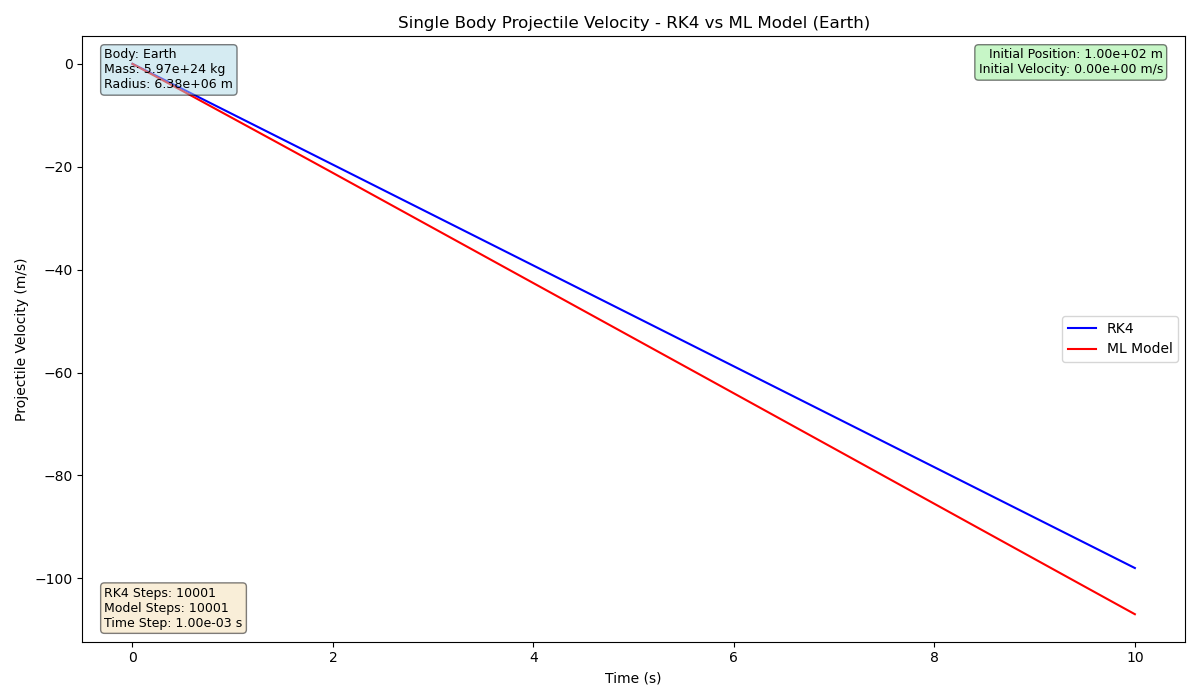 Single Body Projectile Velocity - RK4 vs ML Model (Earth)
Body: Earth
Mass: 5.97e+24 kg
Radius: 6.38e+06 m
Initial Position: 1.00e+02 m
Initial Velocity: 0.00e+00 m/s
0
−20
−40
−60
−80
−100
Projectile Velocity (m/s)
RK4
ML Model
RK4 Steps: 10001
Model Steps: 10001
Time Step: 1.00e-03 s
0 2 4 6 8 10
Time (s)